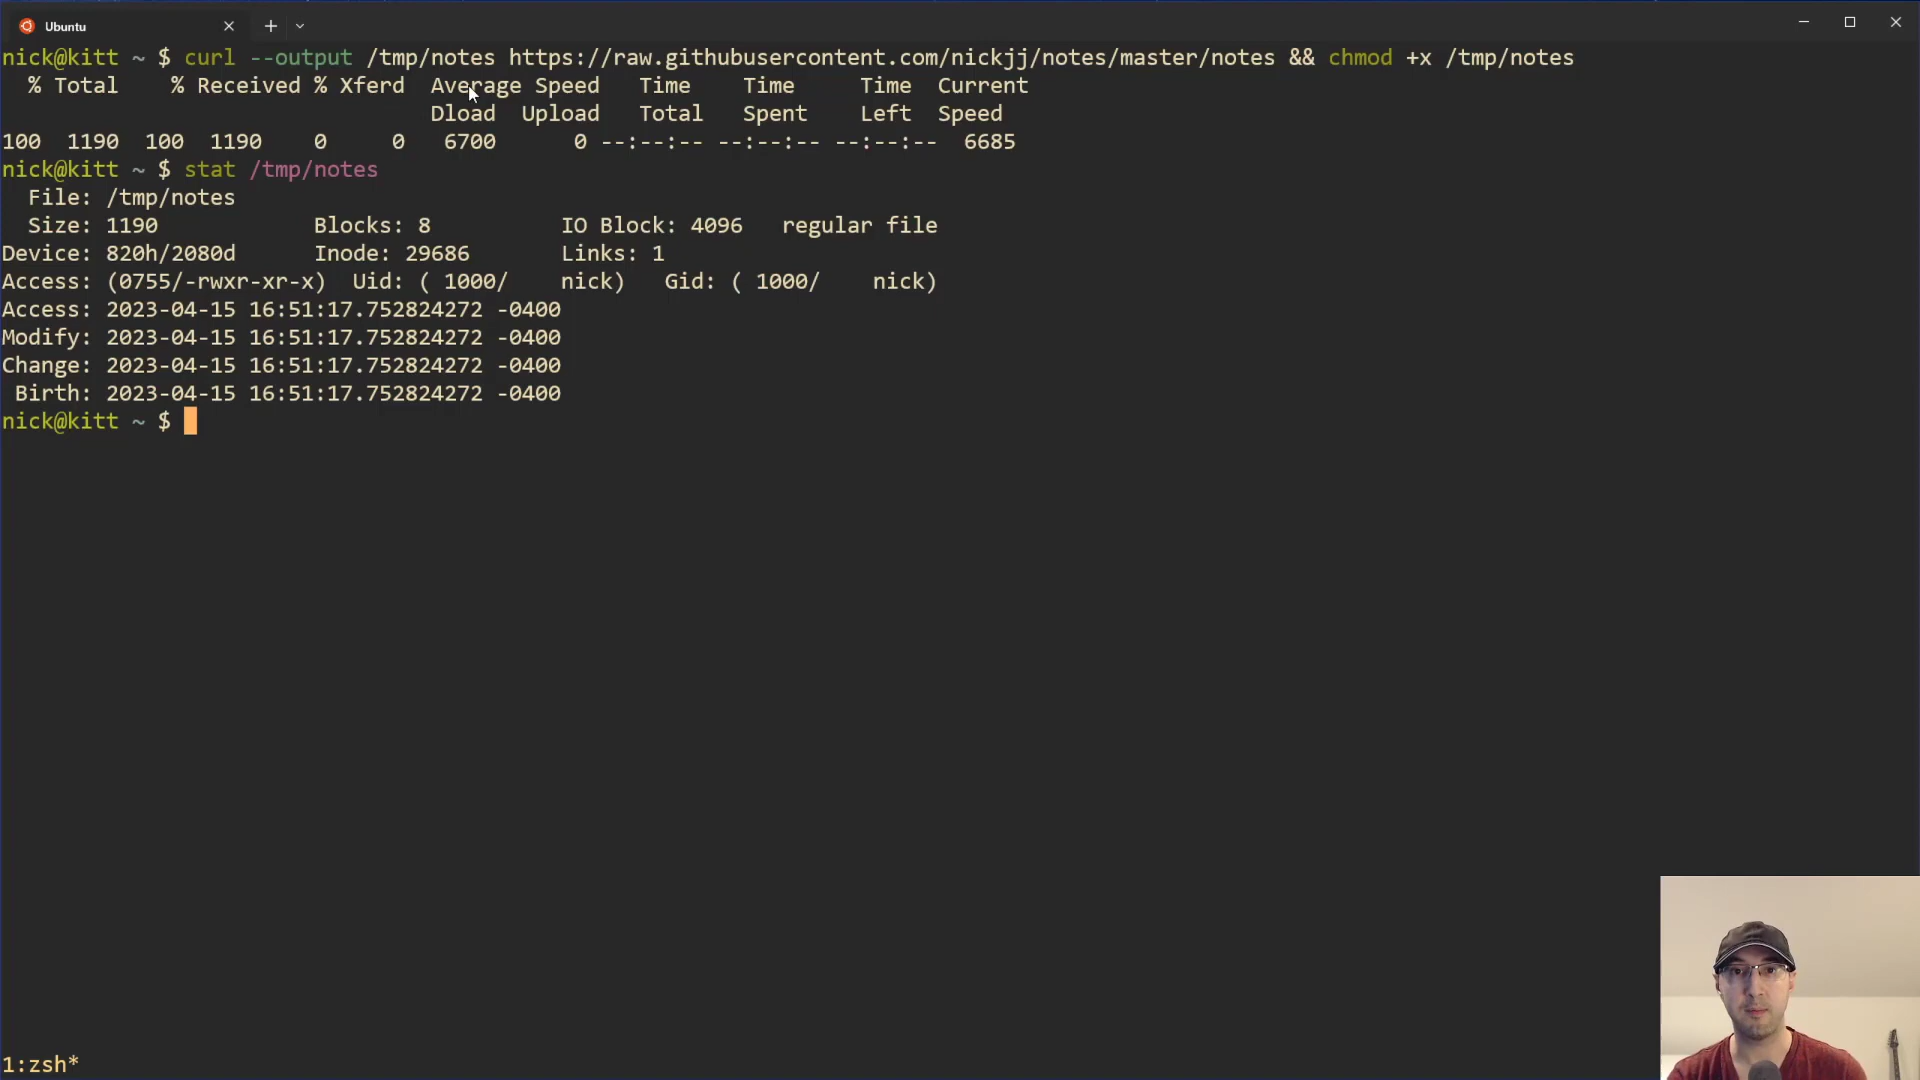 Ubuntu
nick@kitt ~ $ curl --output /tmp/notes https://raw.githubusercontent.com/nickjj/notes/master/notes && chmod +x /tmp/notes
% Total % Received % Xferd Average Speed Time Time Time Current
Dload Upload Total Spent Left Speed
100 1190 100 1190 0 0 6700 0 --:--:-- --:--:-- --:--:-- 6685
nick@kitt ~ $ stat /tmp/notes
File: /tmp/notes
Size: 1190 Blocks: 8 IO Block: 4096 regular file
Device: 820h/2080d Inode: 29686 Links: 1
Access: (0755/-rwxr-xr-x) Uid: ( 1000/ nick) Gid: ( 1000/ nick)
Access: 2023-04-15 16:51:17.752824272 -0400
Modify: 2023-04-15 16:51:17.752824272 -0400
Change: 2023-04-15 16:51:17.752824272 -0400
Birth: 2023-04-15 16:51:17.752824272 -0400
nick@kitt ~ $
1:zsh*